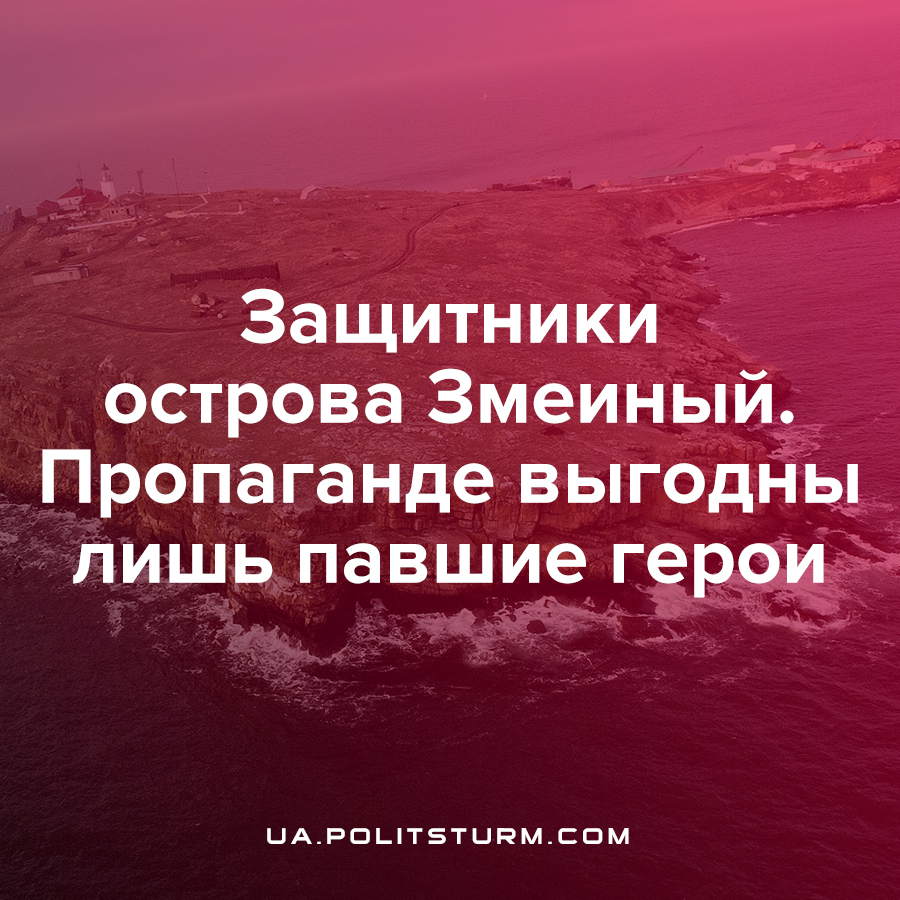 Защитники
острова Змеиный.
Пропаганде выгодны
лишь павшие герои
UA.POLITSTURM.COM